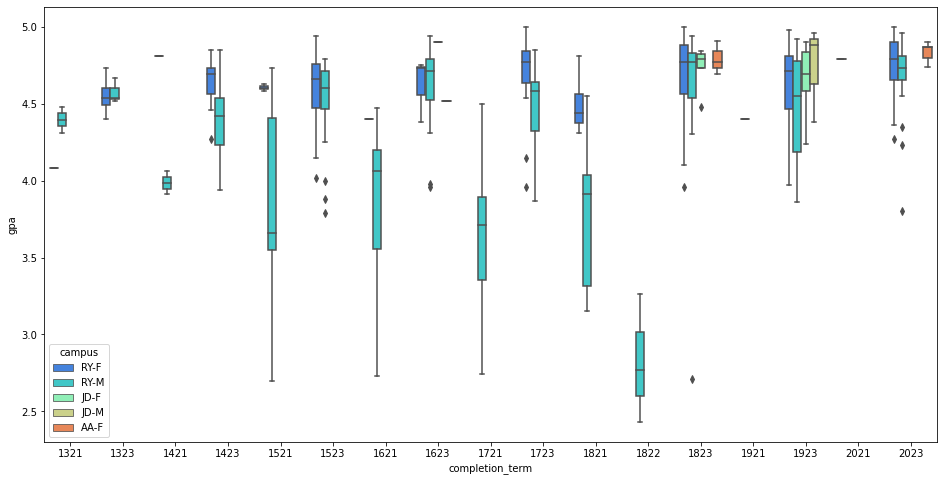 5.0
4.5
4.0
3.5
3.0
2.5
gpa
campus
RY-F
RY-M
JD-F
JD-M
AA-F
1321 1323 1421 1423 1521 1523 1621 1623 1721 1723 1821 1822 1823 1921 1923 2021 2023
completion_term